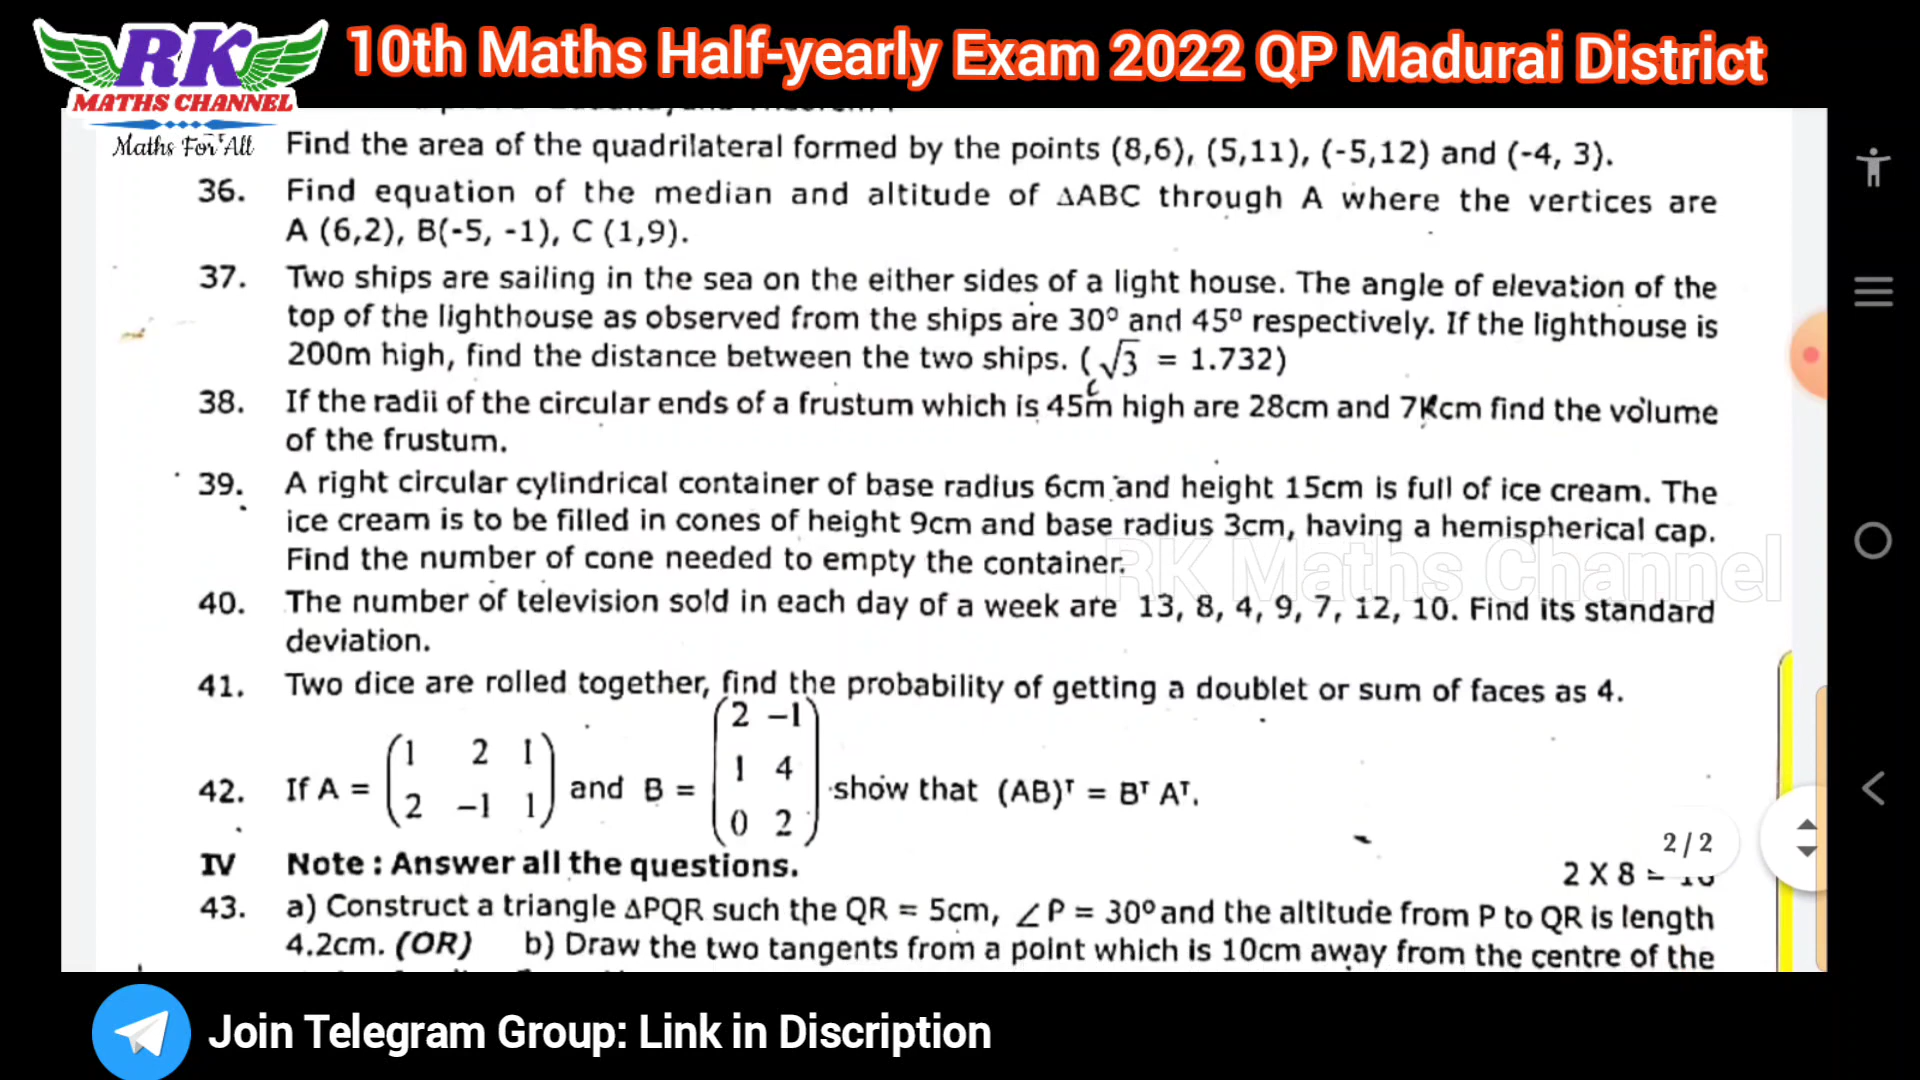 RK
MATHS CHANNEL
Maths For All
10th Maths Half-yearly Exam 2022 QP Madurai District
Find the area of the quadrilateral formed by the points (8,6), (5,11), (-5,12) and (-4, 3).
36. Find equation of the median and altitude of ΔABC through A where the vertices are
A (6,2), B(-5, -1), C (1,9).
37. Two ships are sailing in the sea on the either sides of a light house. The angle of elevation of the
top of the lighthouse as observed from the ships are 30° and 45° respectively. If the lighthouse is
200m high, find the distance between the two ships. ( √3 = 1.732)
38. If the radii of the circular ends of a frustum which is 45m high are 28cm and 7cm find the volume
of the frustum.
39. A right circular cylindrical container of base radius 6cm and height 15cm is full of ice cream. The
ice cream is to be filled in cones of height 9cm and base radius 3cm, having a hemispherical cap.
Find the number of cone needed to empty the container.
RK Maths Channel
40. The number of television sold in each day of a week are 13, 8, 4, 9, 7, 12, 10. Find its standard
deviation.
41. Two dice are rolled together, find the probability of getting a doublet or sum of faces as 4.
42. If A = (1 2 1; 2 −1 1) and B = (2 −1; 1 4; 0 2) show that (AB)ᵀ = Bᵀ Aᵀ.
2/2
IV Note : Answer all the questions. 2 X 8 =
43. a) Construct a triangle ΔPQR such the QR = 5cm, ∠P = 30° and the altitude from P to QR is length
4.2cm. (OR) b) Draw the two tangents from a point which is 10cm away from the centre of the
Join Telegram Group: Link in Discription